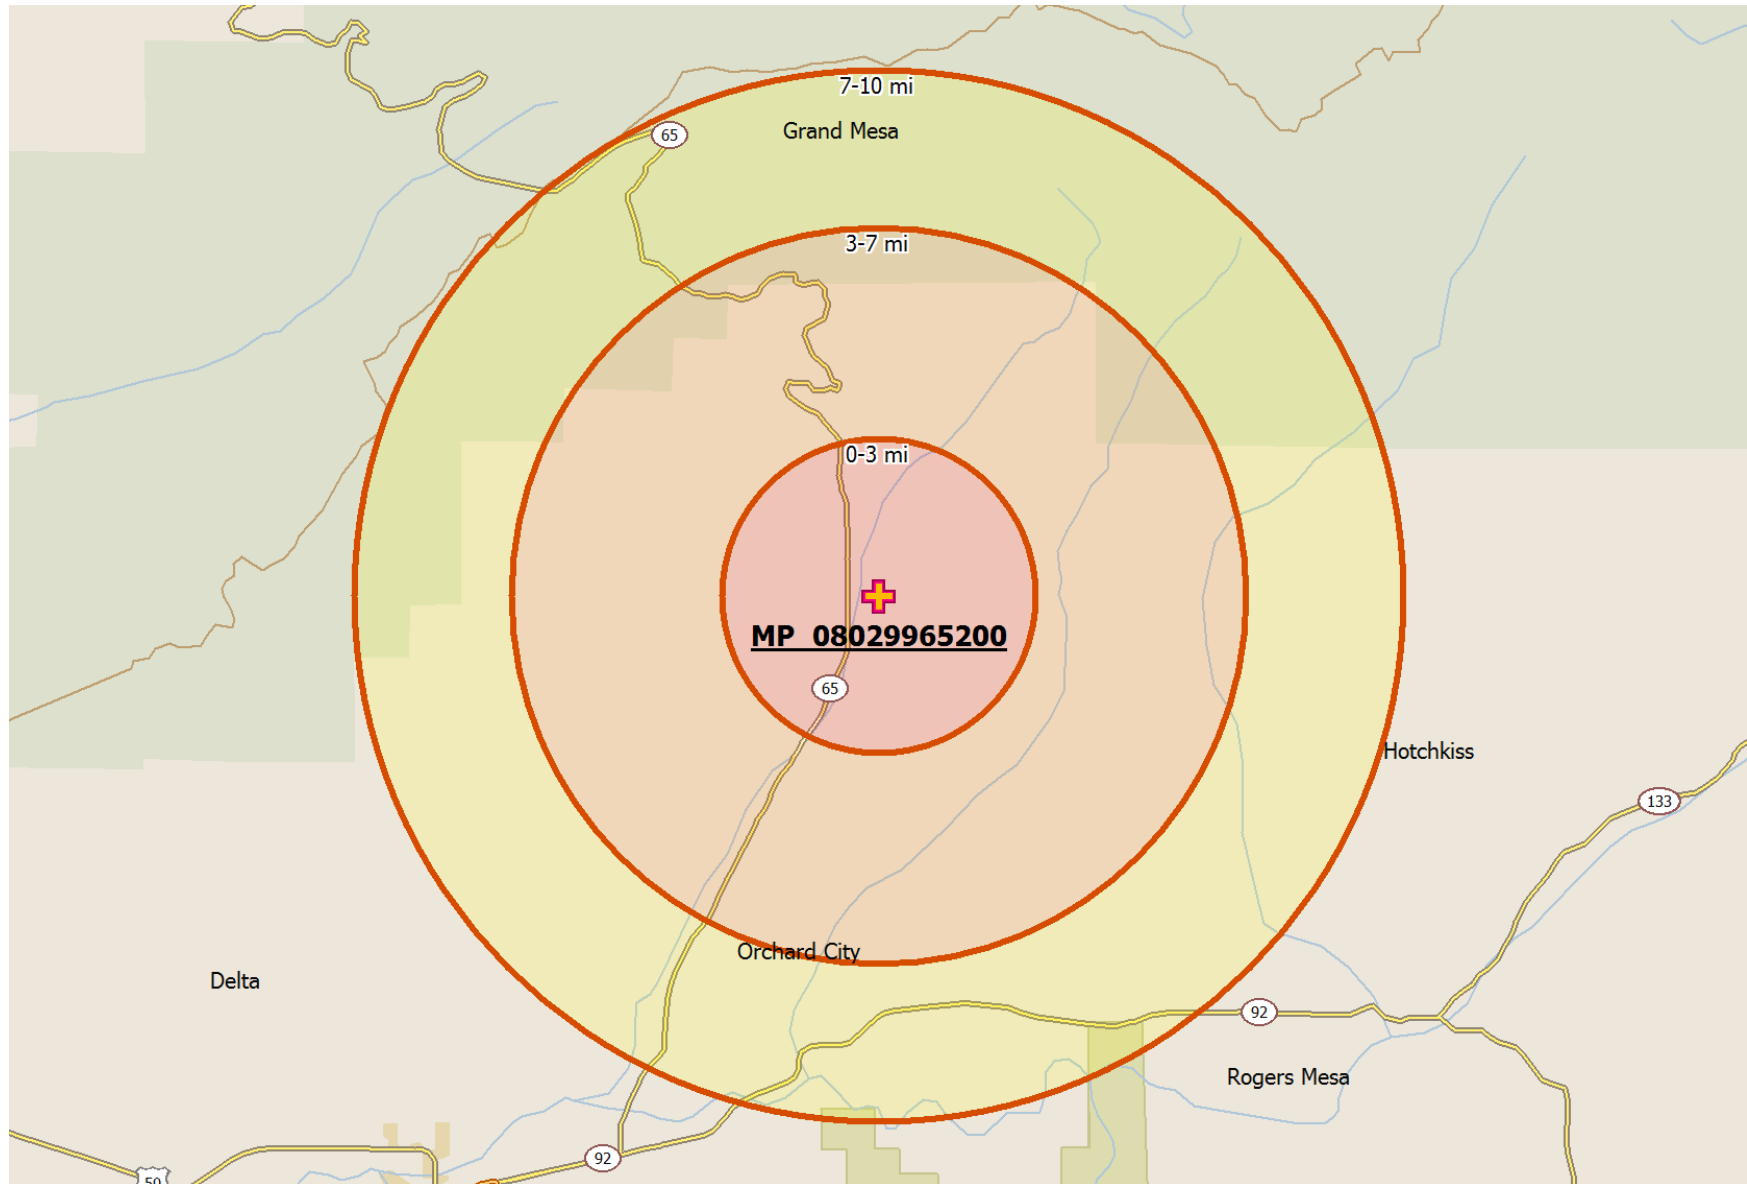 7-10 mi
Grand Mesa
65
3-7 mi
0-3 mi
MP 08029965200
65
Hotchkiss
133
Orchard City
Delta
92
Rogers Mesa
92
50